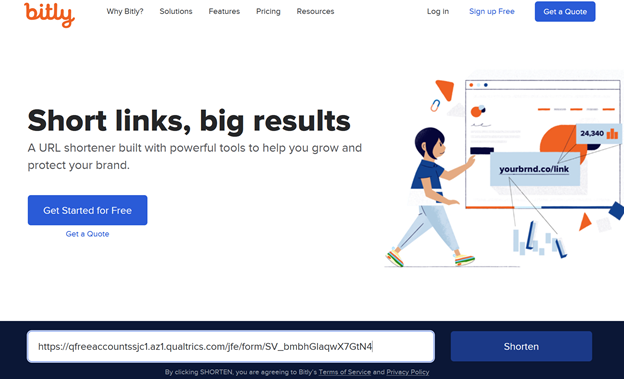 bitly
Why Bitly? Solutions Features Pricing Resources Log in Sign up Free Get a Quote
Short links, big results
A URL shortener built with powerful tools to help you grow and
protect your brand.
Get Started for Free
Get a Quote
24,340
yourbrnd.co/link
https://qfreeaccountssjc1.az1.qualtrics.com/jfe/form/SV_bmbhGlaqwX7GtN4
Shorten
By clicking SHORTEN, you are agreeing to Bitly's Terms of Service and Privacy Policy